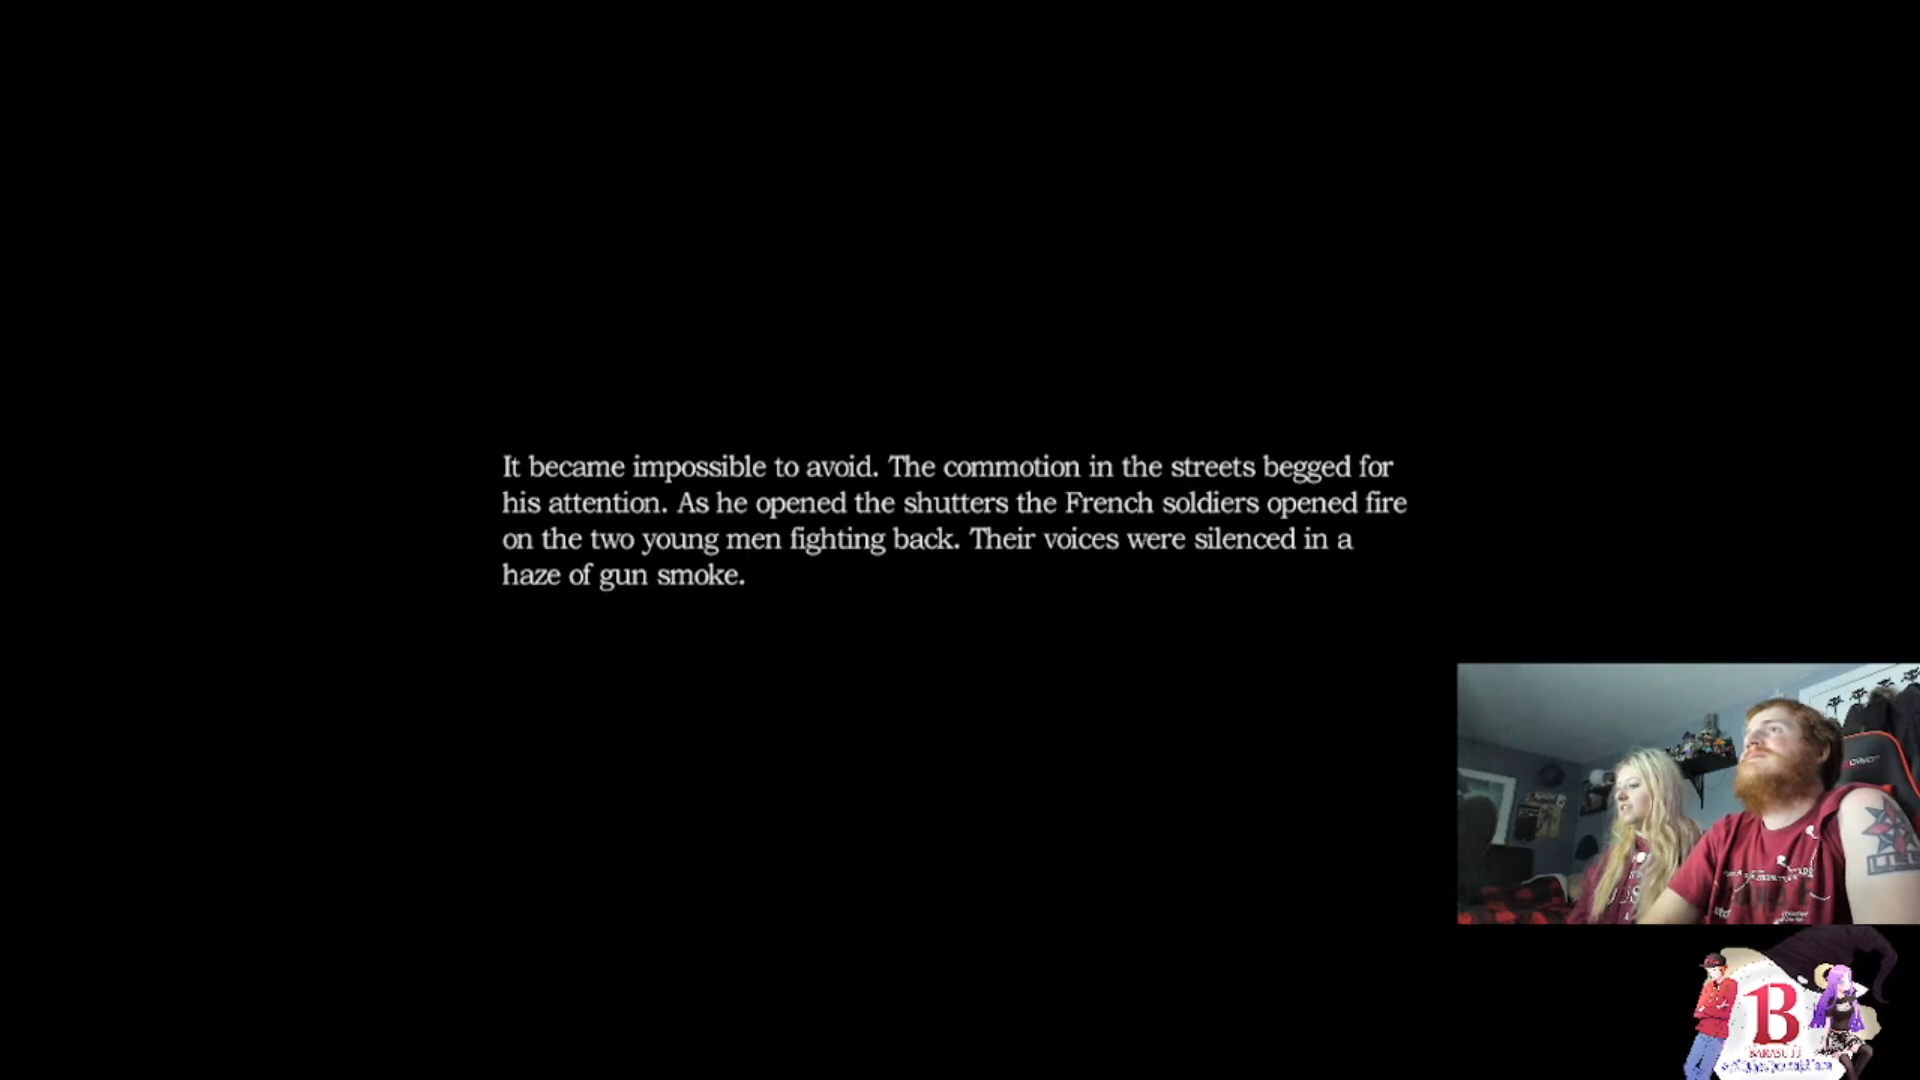 It became impossible to avoid. The commotion in the streets begged for
his attention. As he opened the shutters the French soldiers opened fire
on the two young men fighting back. Their voices were silenced in a
haze of gun smoke.
B